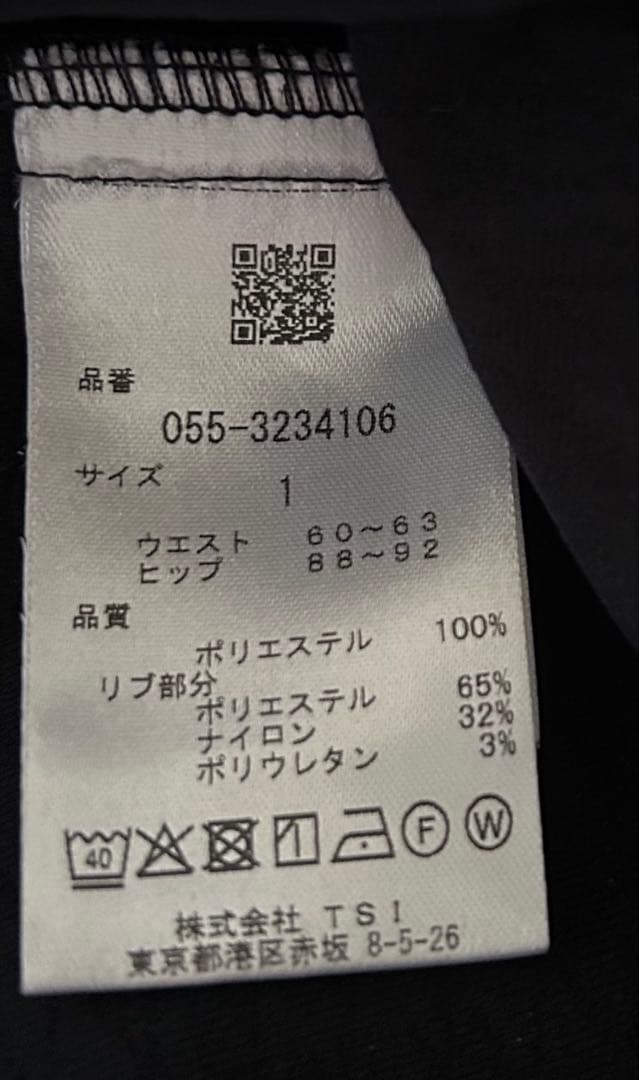 品番
055-3234106
サイズ
1
ウエスト 60～63
ヒップ 88～92
品質
ポリエステル 100%
リブ部分
ポリエステル 65%
ナイロン 32%
ポリウレタン 3%
40 F W
株式会社 TSI
東京都港区赤坂 8-5-26